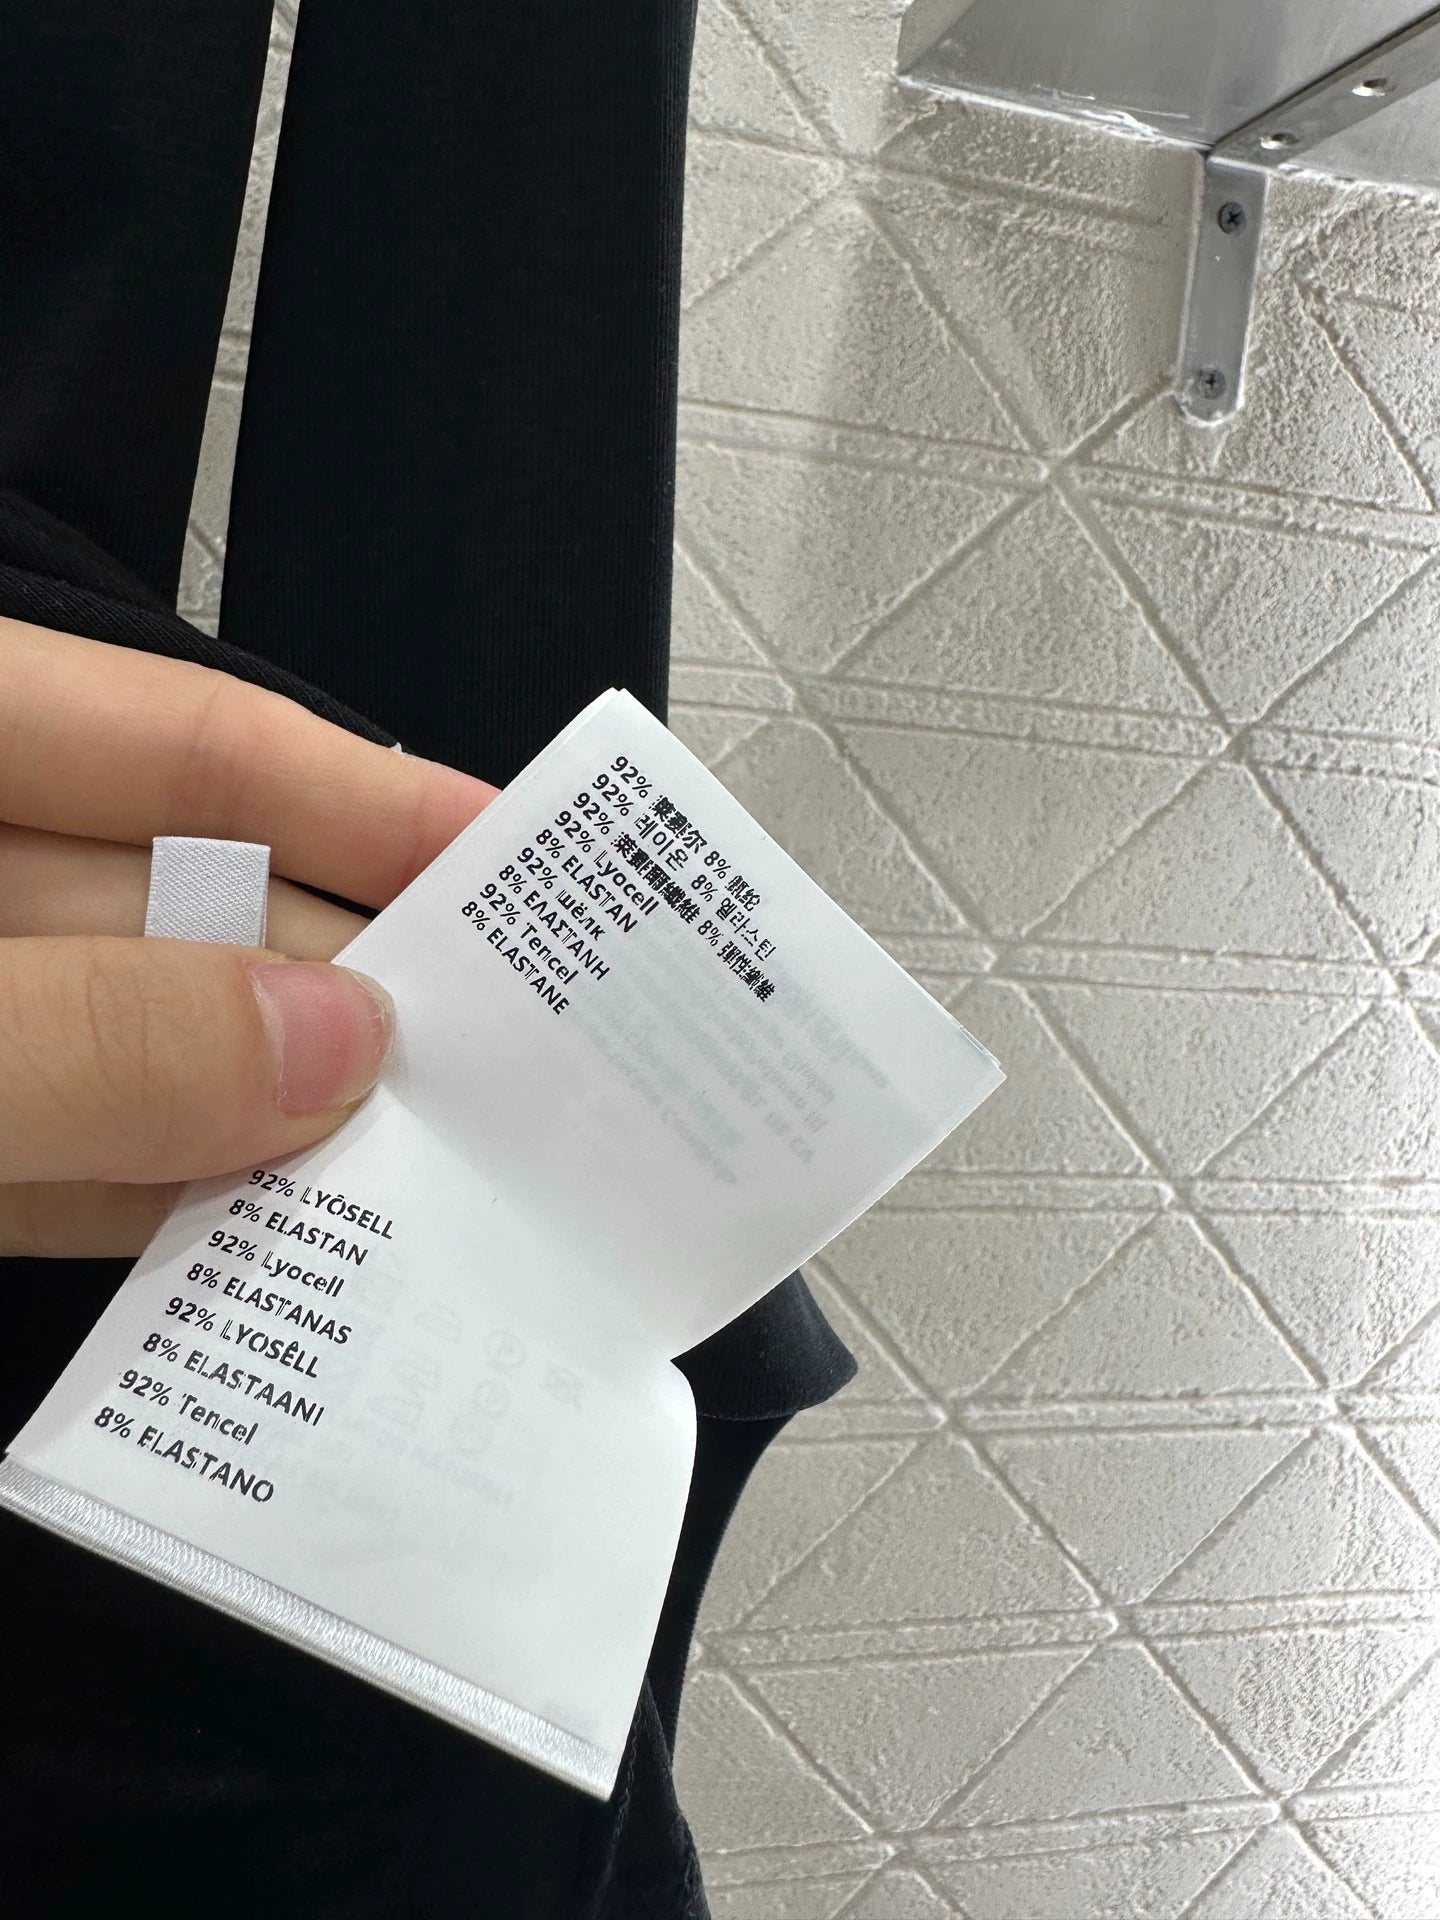 92% 莱赛尔 8% 氨纶
92% 레이온 8% 엘라스틴
92% 萊賽爾纖維 8% 彈性纖維
92% Lyocell
8% ELASTAN
92% шёлк
8% ΕΛΑΣΤΑΝΗ
92% Tencel
8% ELASTANE
92% LYŌSELL
8% ELASTAN
92% Lyocell
8% ELASTANAS
92% LYOSÊLL
8% ELASTAANI
92% Tencel
8% ELASTANO